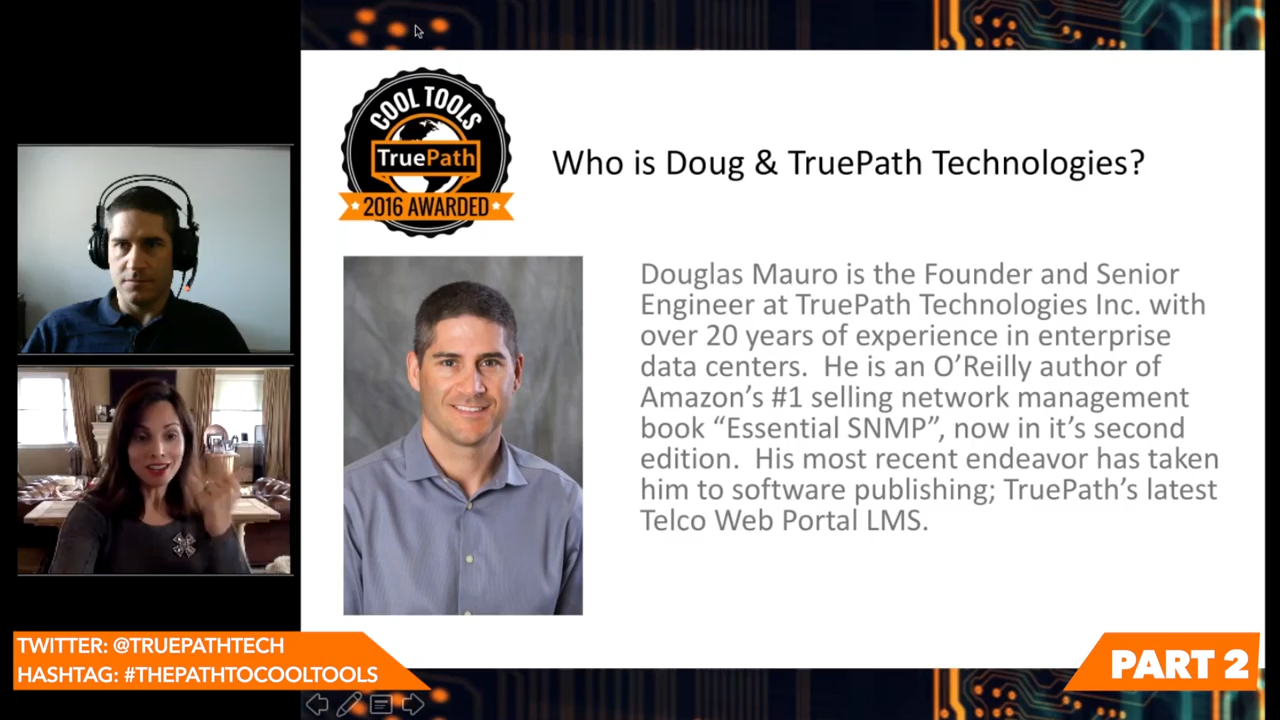 COOL TOOLS
TruePath
2016 AWARDED
Who is Doug & TruePath Technologies?
Douglas Mauro is the Founder and Senior
Engineer at TruePath Technologies Inc. with
over 20 years of experience in enterprise
data centers.  He is an O’Reilly author of
Amazon’s #1 selling network management
book “Essential SNMP”, now in it’s second
edition.  His most recent endeavor has taken
him to software publishing; TruePath’s latest
Telco Web Portal LMS.
TWITTER: @TRUEPATHTECH
HASHTAG: #THEPATHTOCOOLTOOLS
PART 2